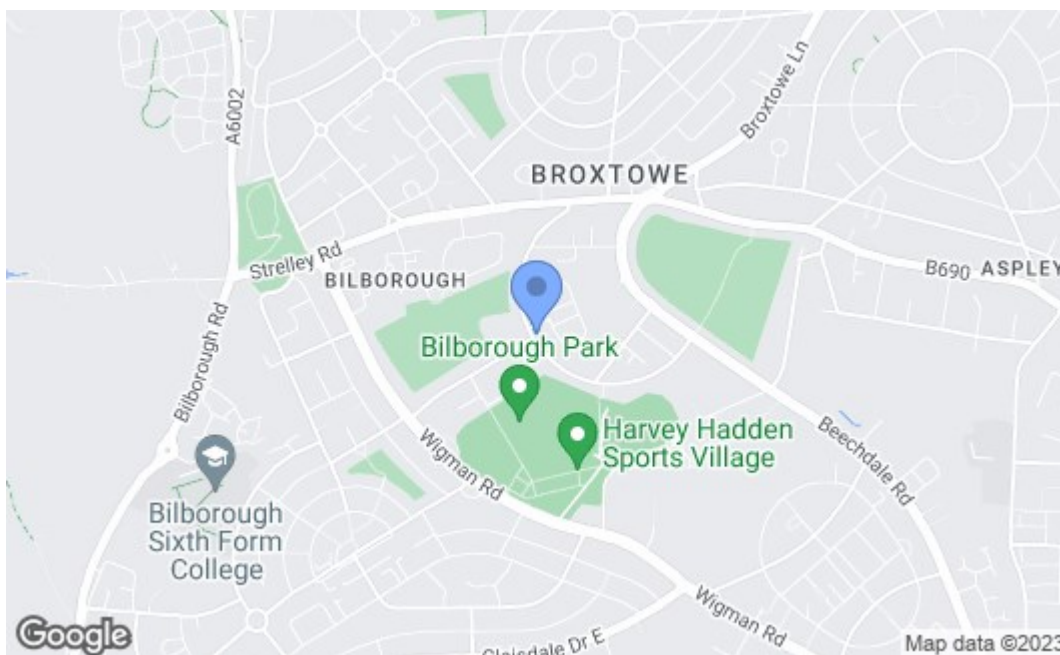 A6002
Broxtowe Ln
BROXTOWE
Strelley Rd
BILBOROUGH
B690 ASPLEY
Bilborough Rd
Bilborough Park
Harvey Hadden
Sports Village
Beechdale Rd
Wigman Rd
Bilborough
Sixth Form
College
Wigman Rd
Glaisdale Dr E
Google
Map data ©2023